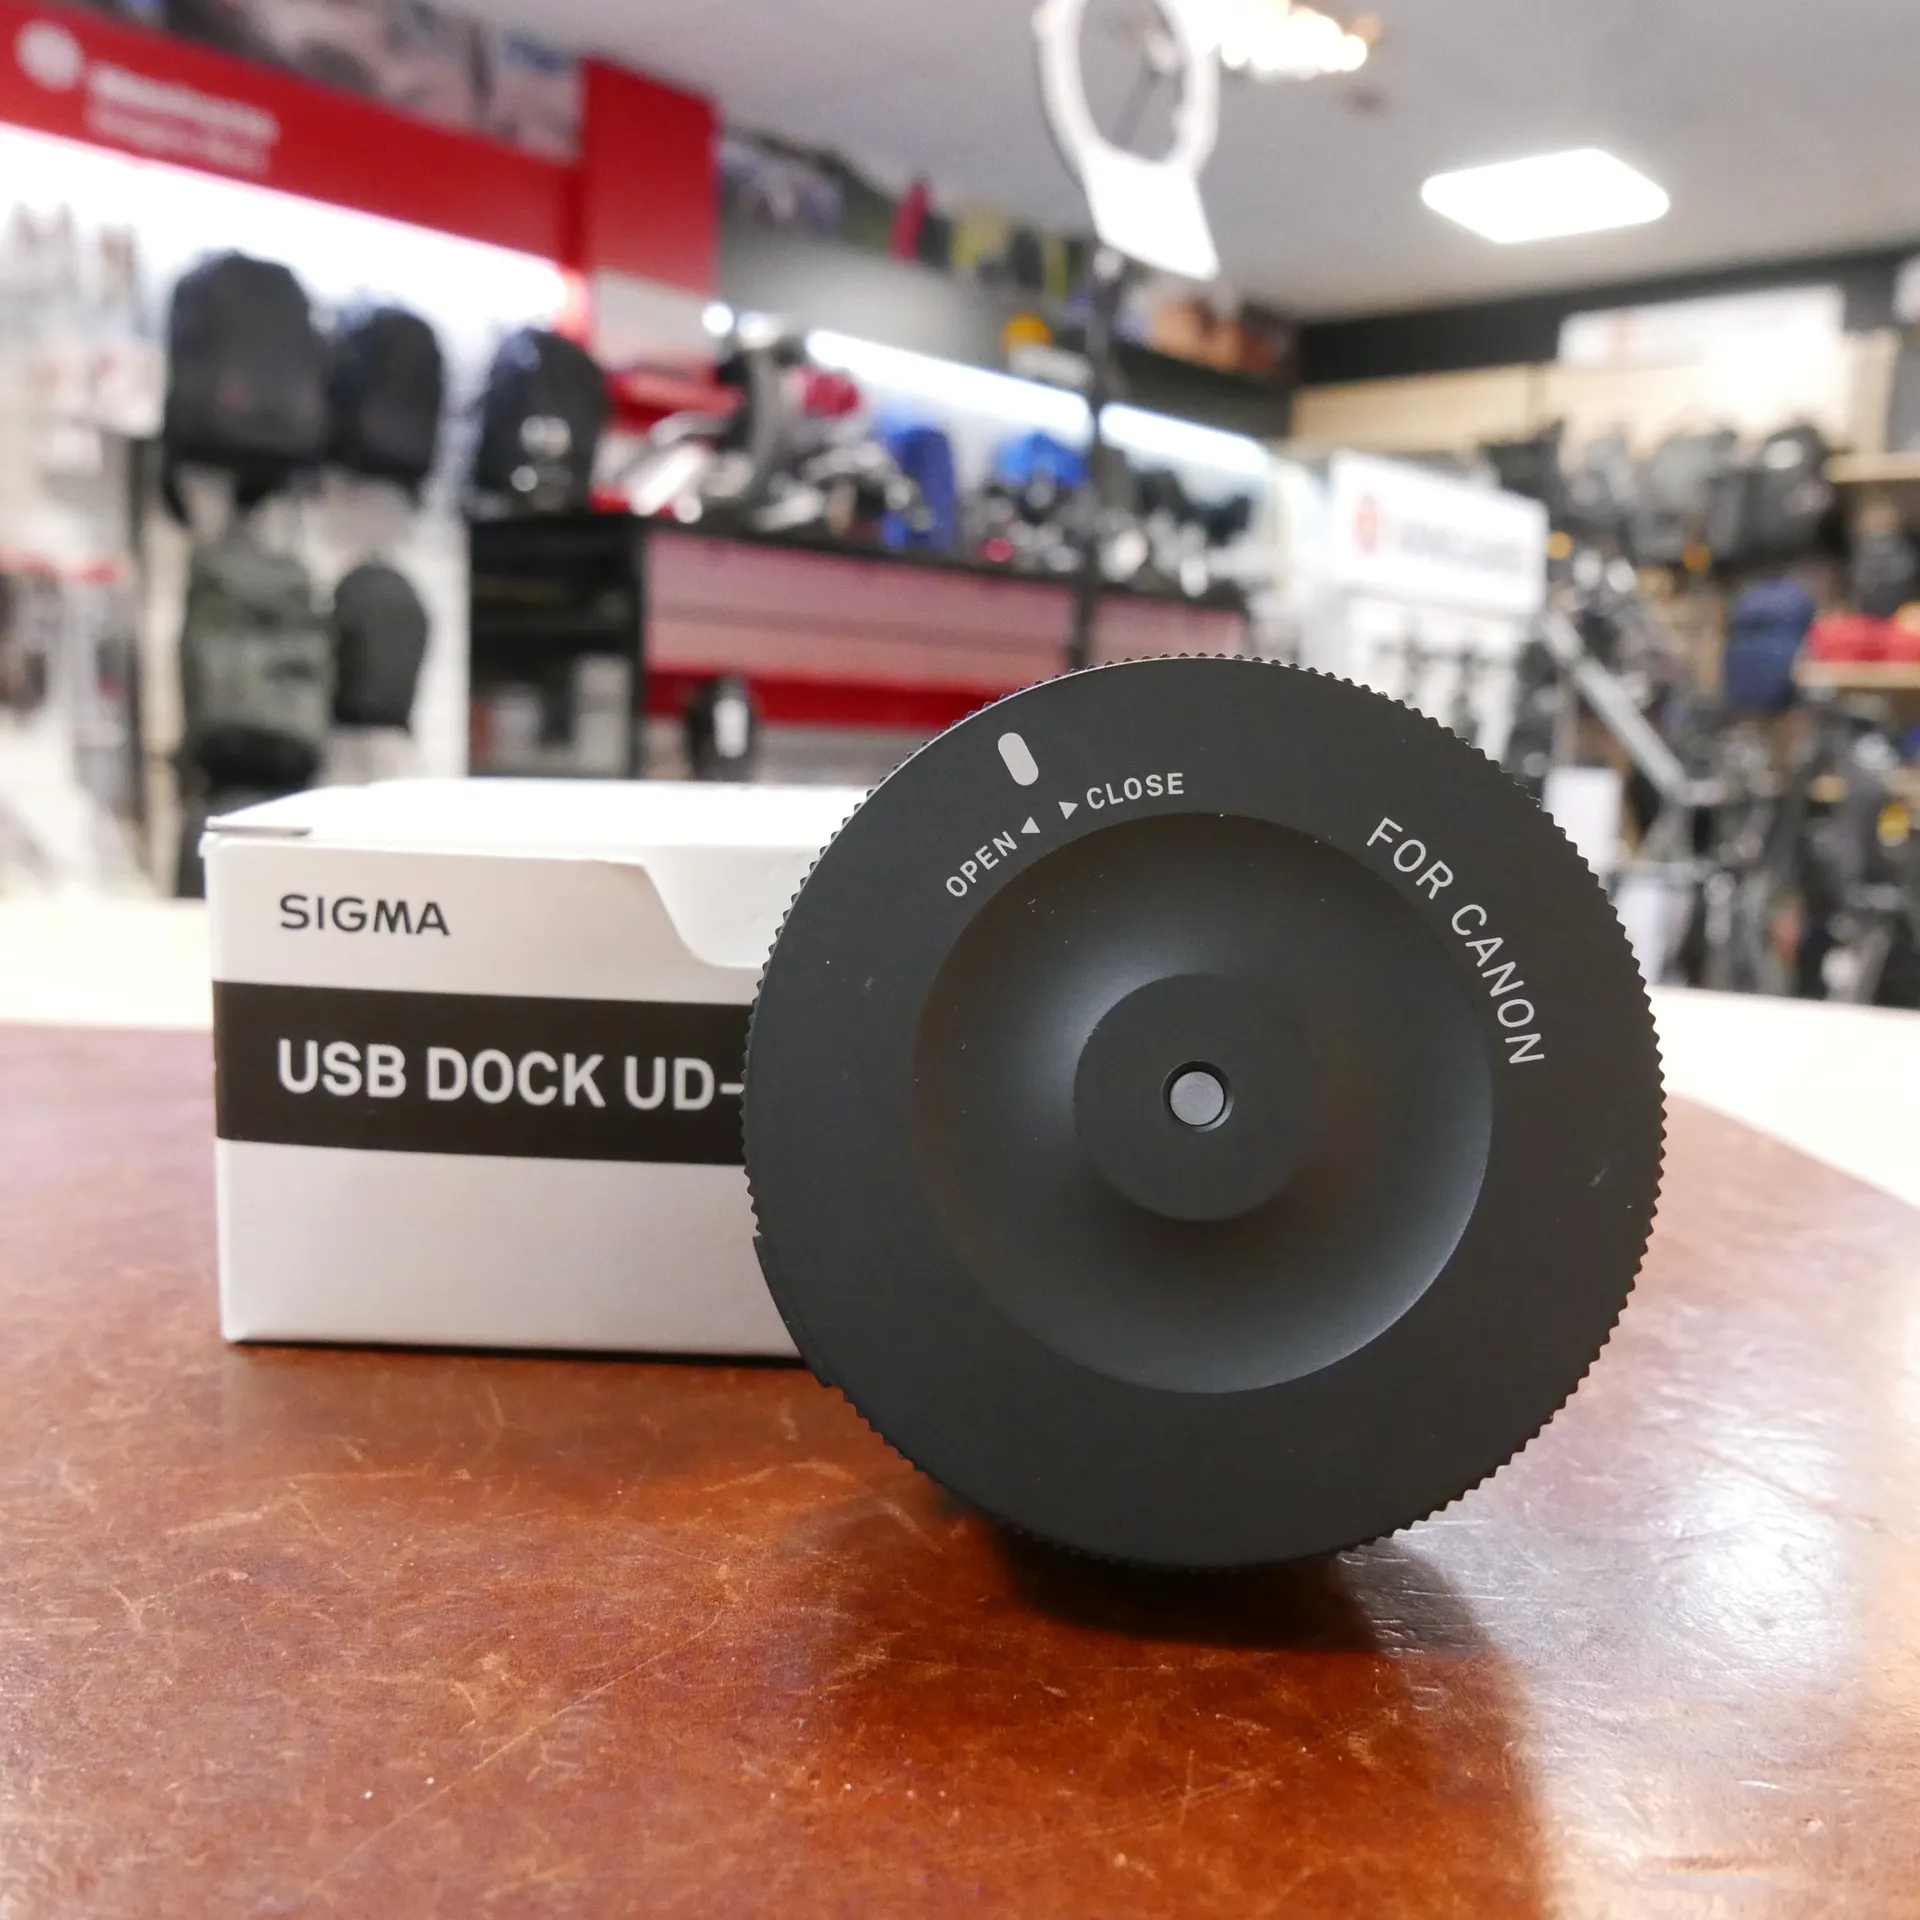 SIGMA
USB DOCK UD-
OPEN ◀ ▶ CLOSE
FOR CANON